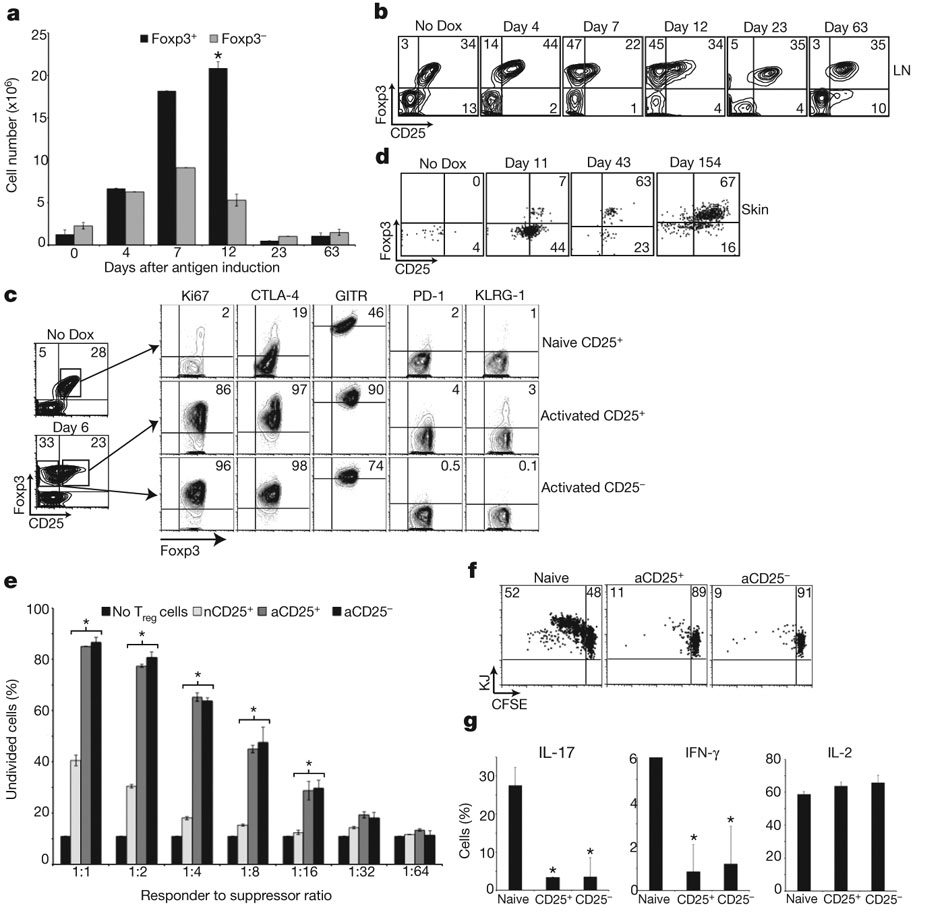 a
Foxp3⁺ Foxp3⁻
Cell number (x10⁶)
25
20
15
10
5
0
*
0 4 7 12 23 63
Days after antigen induction
b
No Dox Day 4 Day 7 Day 12 Day 23 Day 63
3 34 14 44 47 22 45 34 5 35 3 35
LN
13 2 1 4 4 10
Foxp3
CD25
d
No Dox Day 11 Day 43 Day 154
0 7 63 67
Skin
4 44 23 16
Foxp3
CD25
c
Ki67 CTLA-4 GITR PD-1 KLRG-1
No Dox
5 28
2 19 46 2 1
Naive CD25⁺
86 97 90 4 3
Activated CD25⁺
Day 6
33 23
96 98 74 0.5 0.1
Activated CD25⁻
Foxp3
CD25
Foxp3
e
No Treg cells nCD25⁺ aCD25⁺ aCD25⁻
Undivided cells (%)
100
80
60
40
20
0
* * * * *
1:1 1:2 1:4 1:8 1:16 1:32 1:64
Responder to suppressor ratio
f
Naive aCD25⁺ aCD25⁻
52 48 11 89 9 91
KJ
CFSE
g
IL-17 IFN-γ IL-2
Cells (%)
30
20
10
0
* *
Naive CD25⁺ CD25⁻
6
4
2
0
* *
Naive CD25⁺ CD25⁻
80
60
40
20
0
Naive CD25⁺ CD25⁻